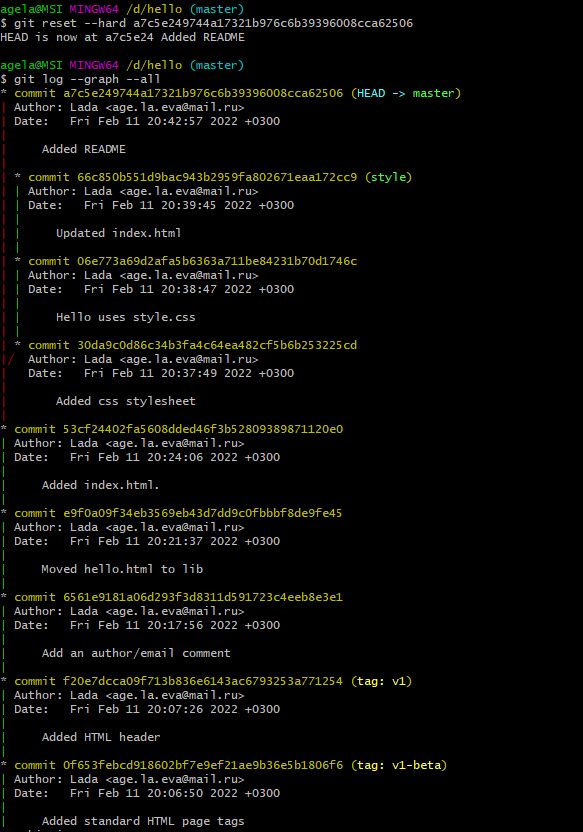 agela@MSI MINGW64 /d/hello (master)
$ git reset --hard a7c5e249744a17321b976c6b39396008cca62506
HEAD is now at a7c5e24 Added README
agela@MSI MINGW64 /d/hello (master)
$ git log --graph --all
* commit a7c5e249744a17321b976c6b39396008cca62506 (HEAD -> master)
| Author: Lada <age.la.eva@mail.ru>
| Date:   Fri Feb 11 20:42:57 2022 +0300
|
|     Added README
|
| * commit 66c850b551d9bac943b2959fa802671eaa172cc9 (style)
| | Author: Lada <age.la.eva@mail.ru>
| | Date:   Fri Feb 11 20:39:45 2022 +0300
| |
| |     Updated index.html
| |
| * commit 06e773a69d2afa5b6363a711be84231b70d1746c
| | Author: Lada <age.la.eva@mail.ru>
| | Date:   Fri Feb 11 20:38:47 2022 +0300
| |
| |     Hello uses style.css
| |
| * commit 30da9c0d86c34b3fa4c64ea482cf5b6b253225cd
|/  Author: Lada <age.la.eva@mail.ru>
|   Date:   Fri Feb 11 20:37:49 2022 +0300
|
|       Added css stylesheet
|
* commit 53cf24402fa5608dded46f3b52809389871120e0
| Author: Lada <age.la.eva@mail.ru>
| Date:   Fri Feb 11 20:24:06 2022 +0300
|
|     Added index.html.
|
* commit e9f0a09f34eb3569eb43d7dd9c0fbbbf8de9fe45
| Author: Lada <age.la.eva@mail.ru>
| Date:   Fri Feb 11 20:21:37 2022 +0300
|
|     Moved hello.html to lib
|
* commit 6561e9181a06d293f3d8311d591723c4eeb8e3e1
| Author: Lada <age.la.eva@mail.ru>
| Date:   Fri Feb 11 20:17:56 2022 +0300
|
|     Add an author/email comment
|
* commit f20e7dcca09f713b836e6143ac6793253a771254 (tag: v1)
| Author: Lada <age.la.eva@mail.ru>
| Date:   Fri Feb 11 20:07:26 2022 +0300
|
|     Added HTML header
|
* commit 0f653febcd918602bf7e9ef21ae9b36e5b1806f6 (tag: v1-beta)
| Author: Lada <age.la.eva@mail.ru>
| Date:   Fri Feb 11 20:06:50 2022 +0300
|
|     Added standard HTML page tags